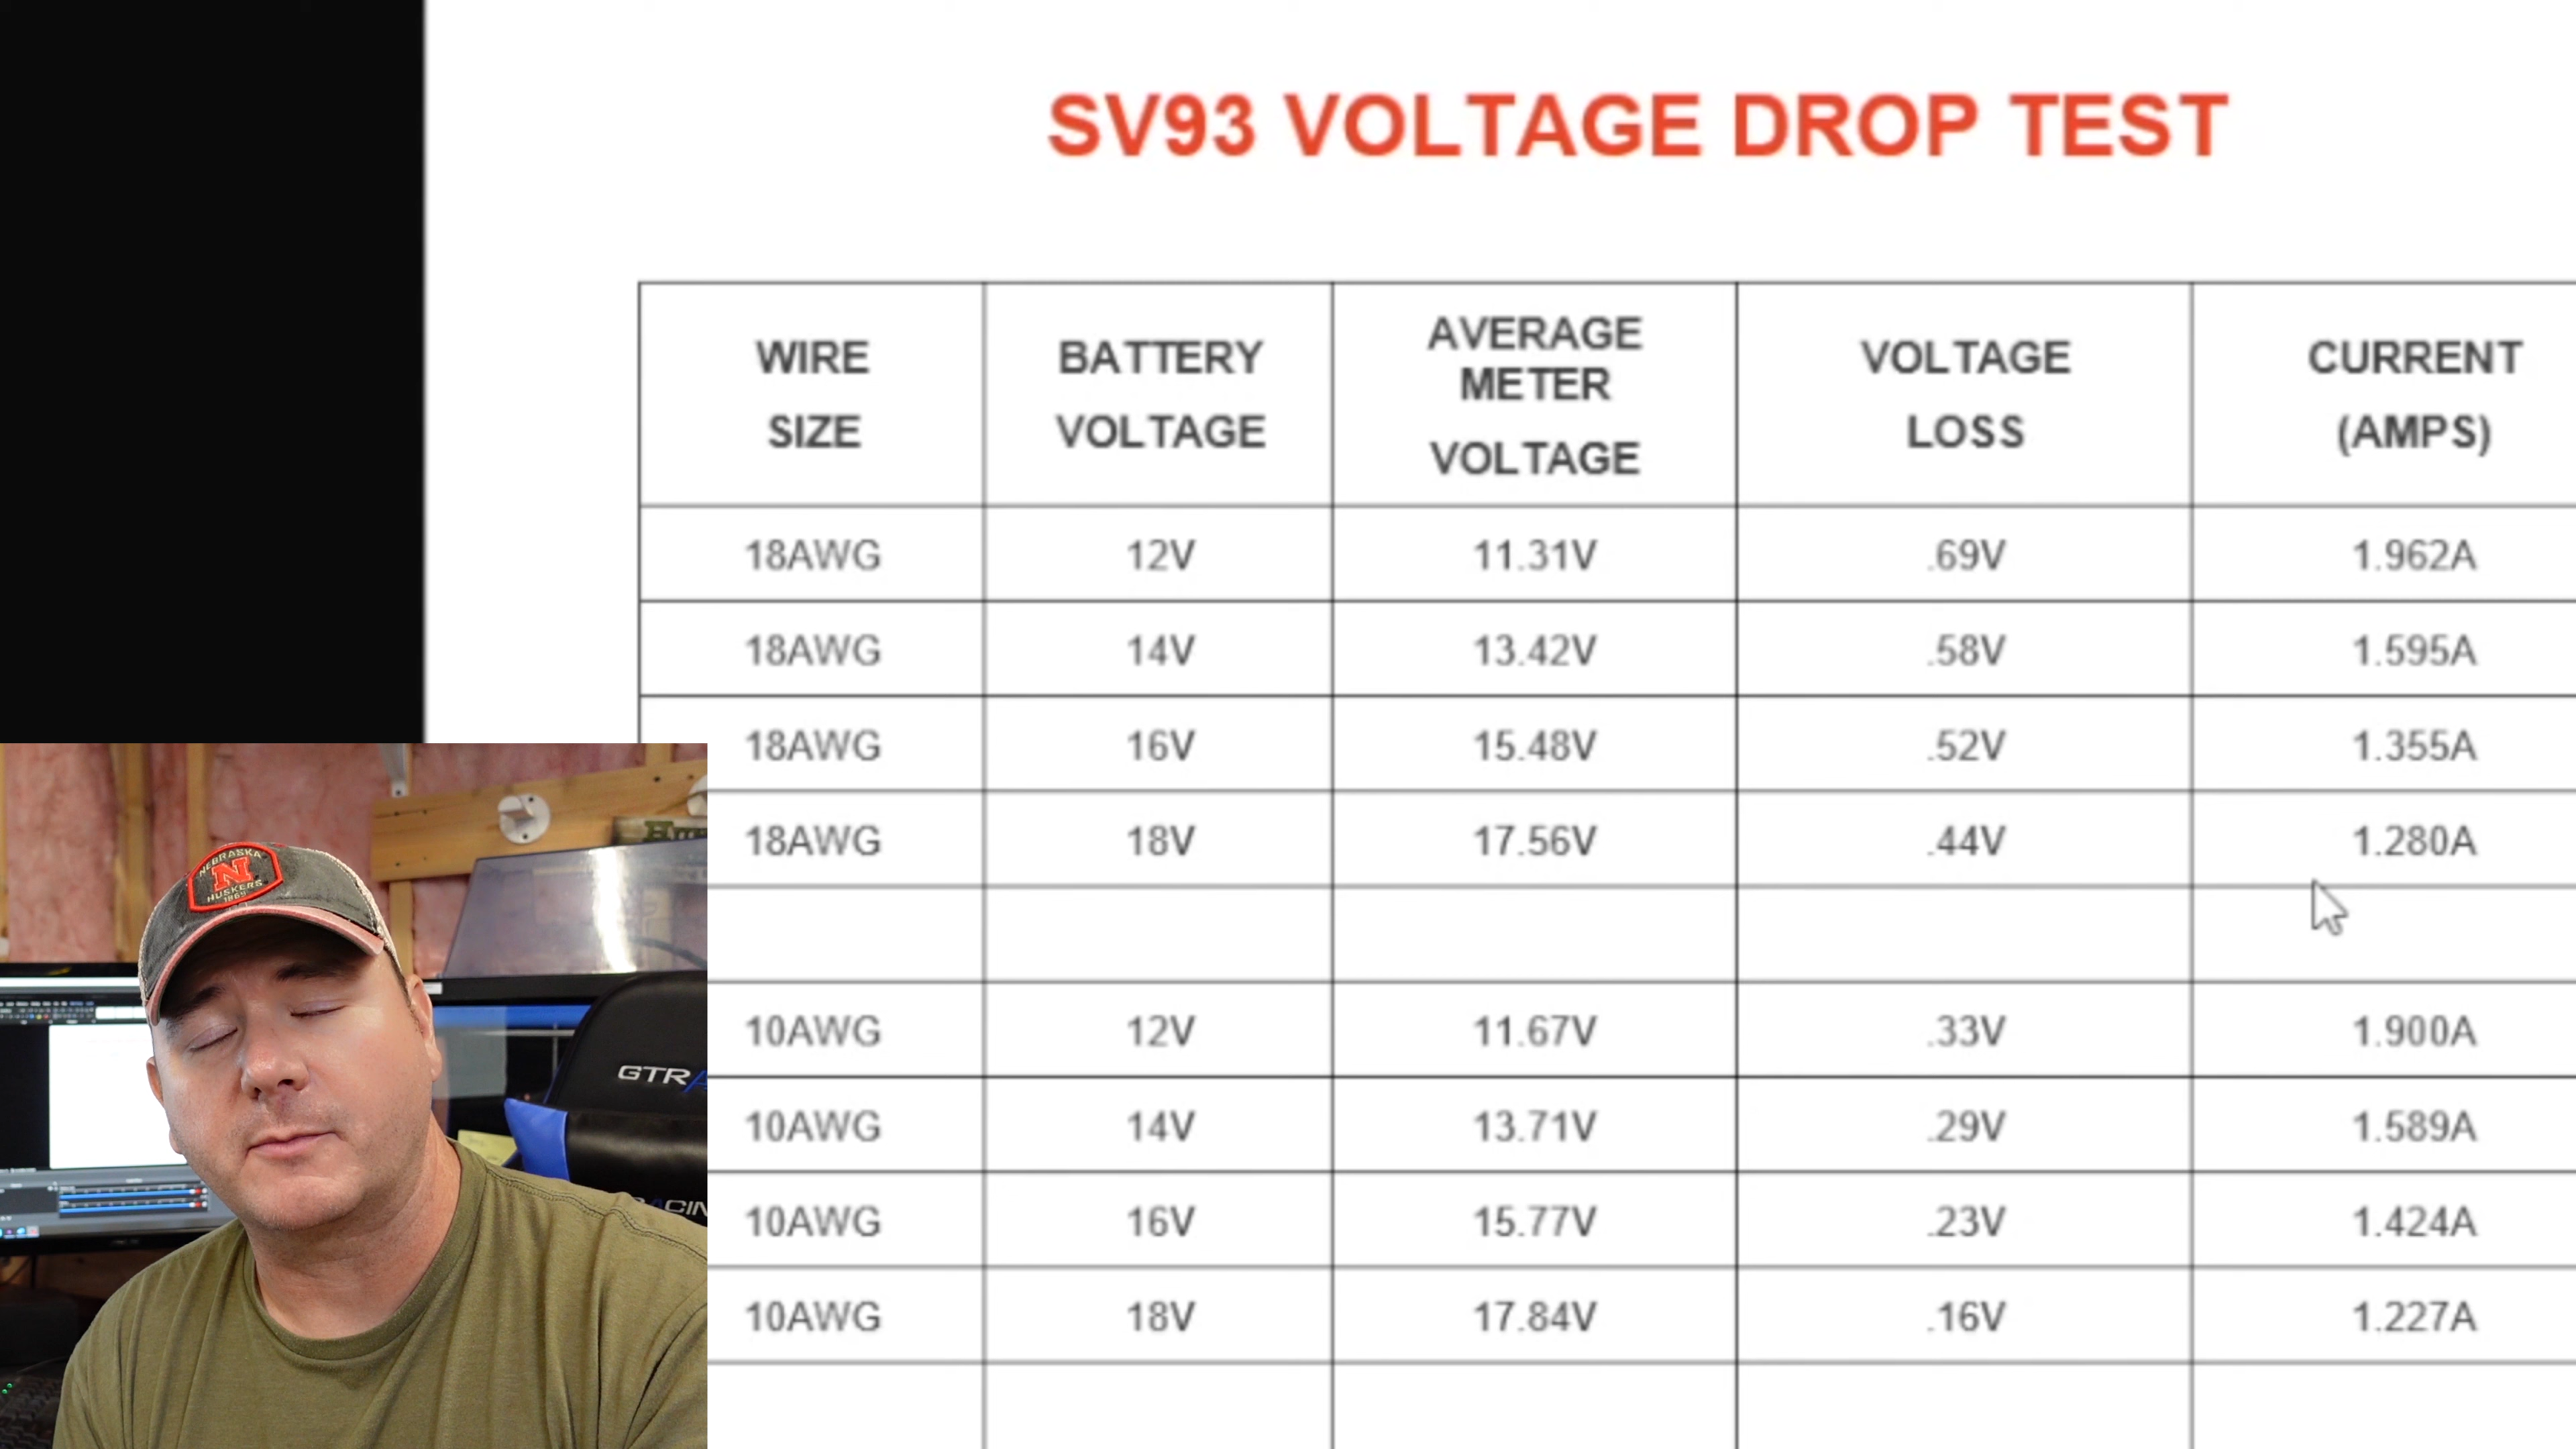 SV93 VOLTAGE DROP TEST
WIRE SIZE BATTERY VOLTAGE AVERAGE METER VOLTAGE VOLTAGE LOSS CURRENT (AMPS)
18AWG 12V 11.31V .69V 1.962A
18AWG 14V 13.42V .58V 1.595A
18AWG 16V 15.48V .52V 1.355A
18AWG 18V 17.56V .44V 1.280A
10AWG 12V 11.67V .33V 1.900A
10AWG 14V 13.71V .29V 1.589A
10AWG 16V 15.77V .23V 1.424A
10AWG 18V 17.84V .16V 1.227A
NEBRASKA
N
HUSKERS
1869
GTR